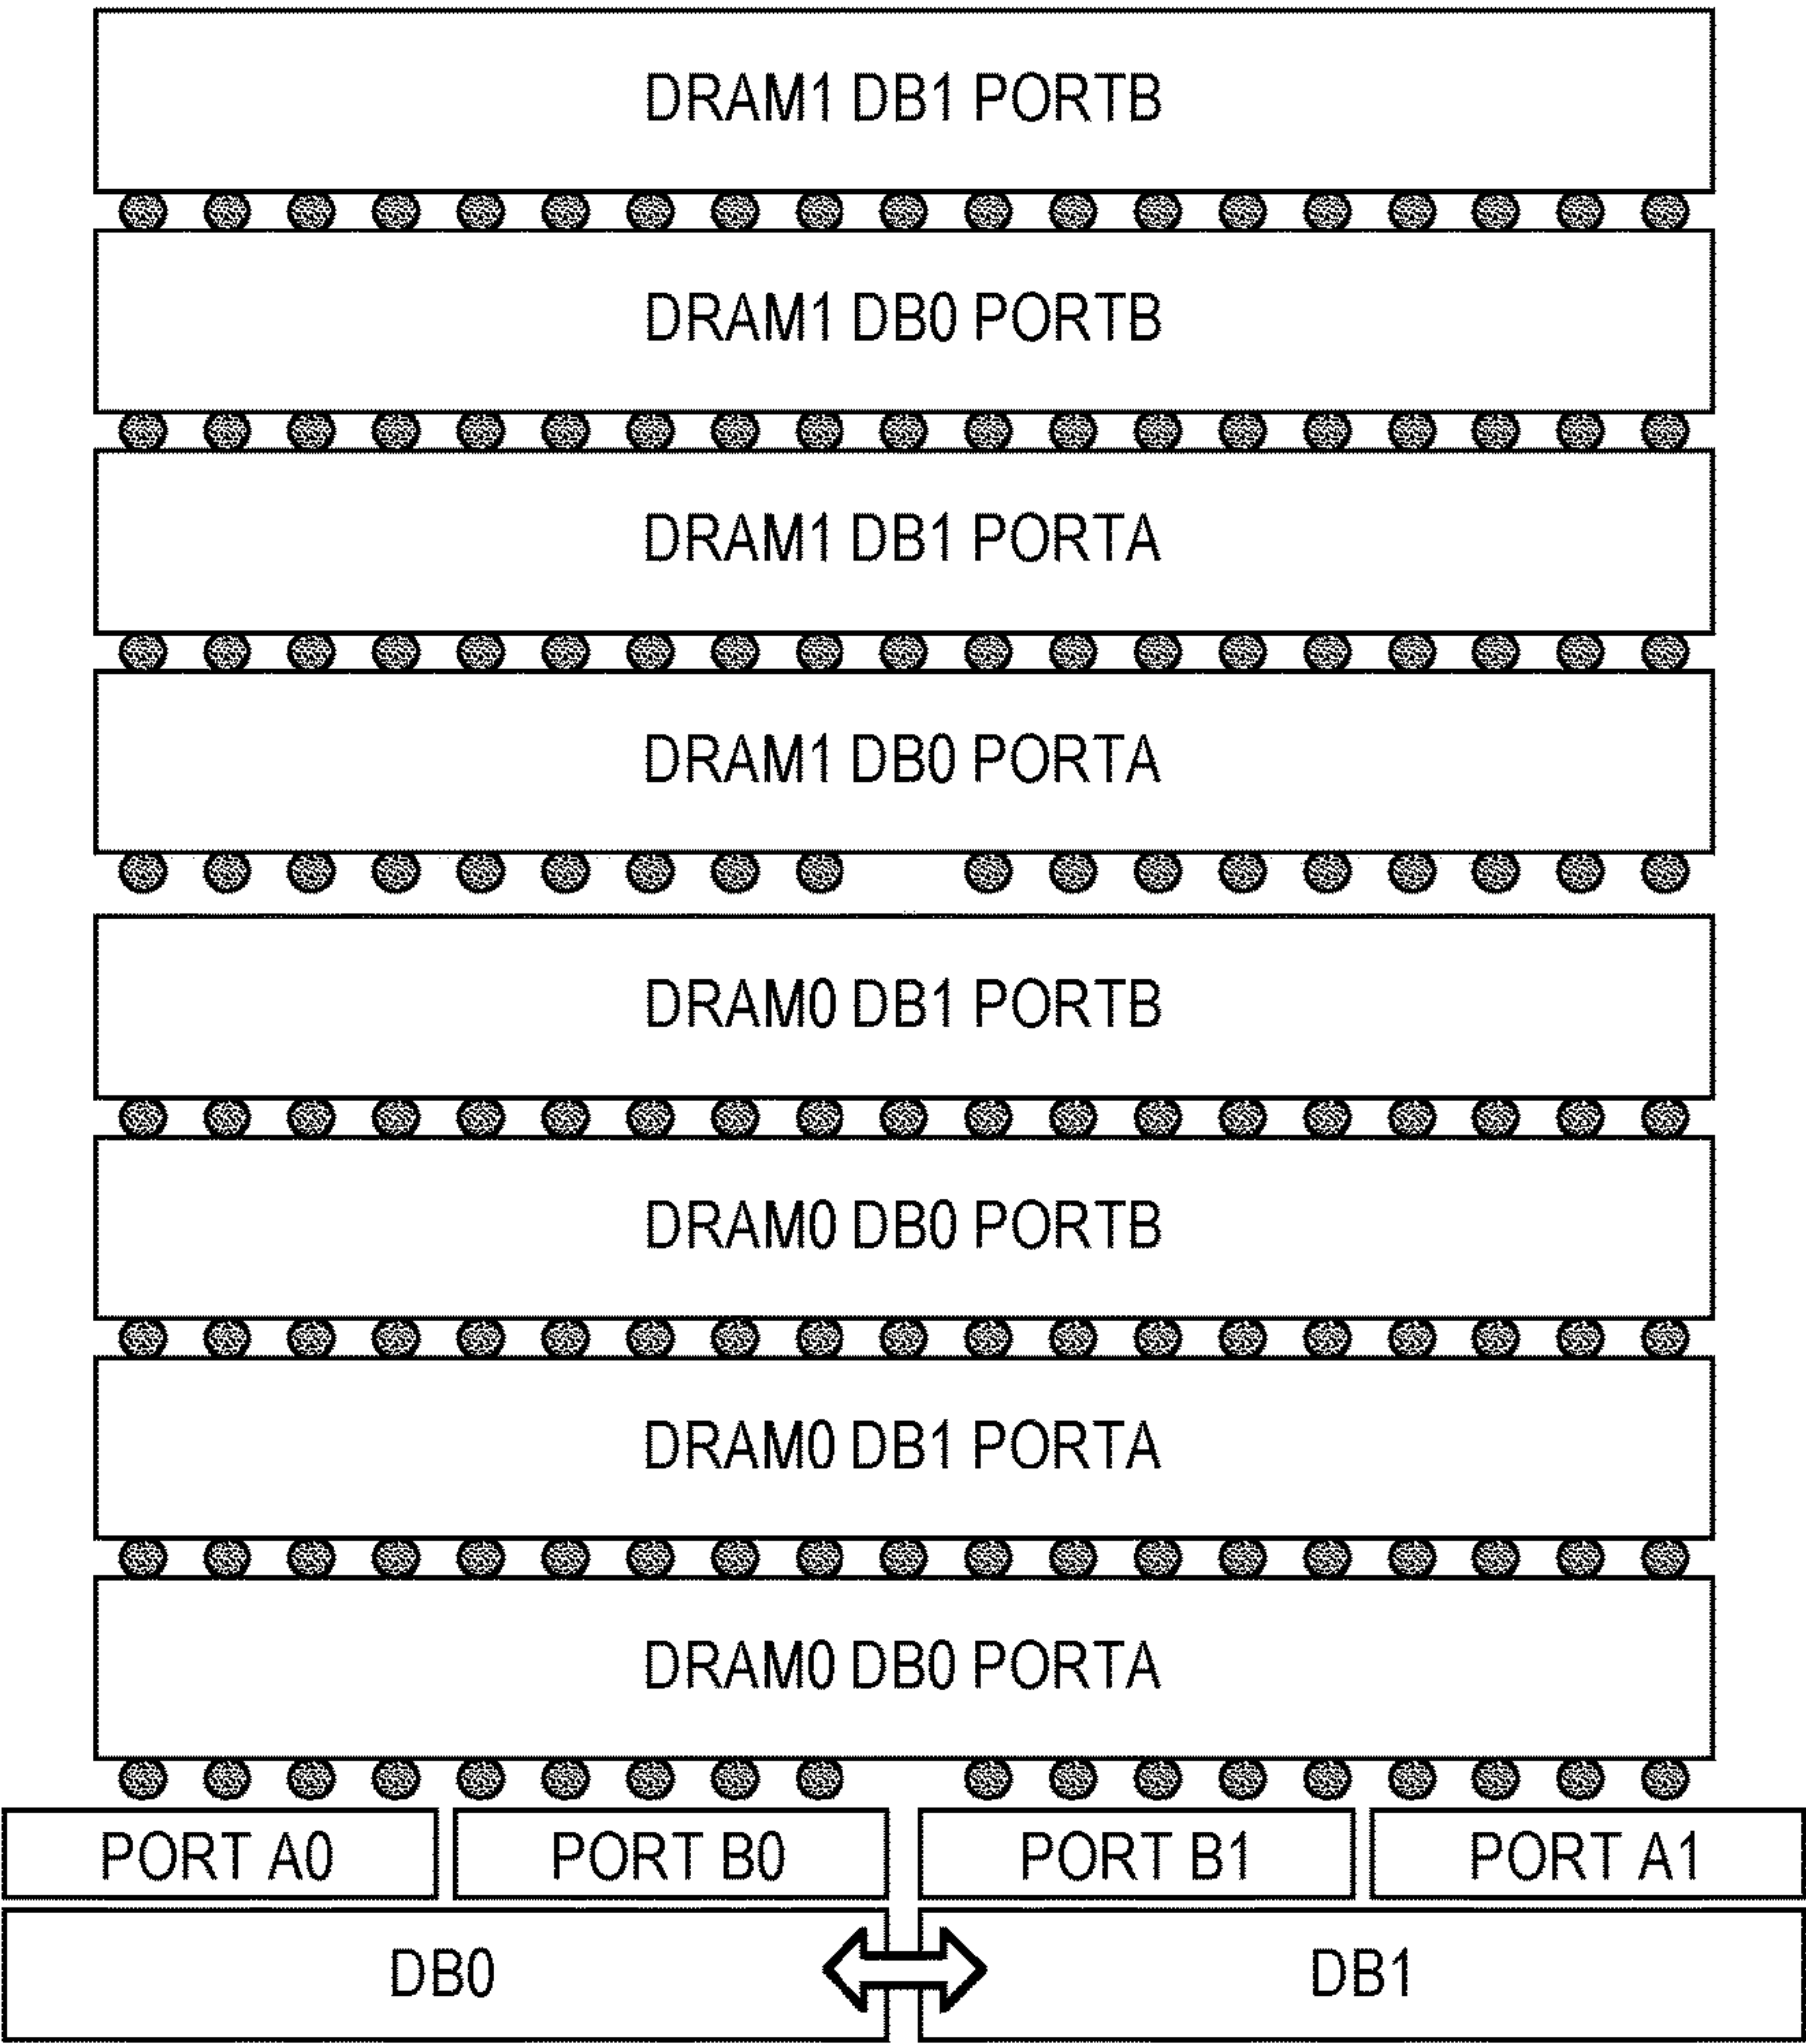 DRAM1 DB1 PORTB
DRAM1 DB0 PORTB
DRAM1 DB1 PORTA
DRAM1 DB0 PORTA
DRAM0 DB1 PORTB
DRAM0 DB0 PORTB
DRAM0 DB1 PORTA
DRAM0 DB0 PORTA
PORT A0 PORT B0 PORT B1 PORT A1
DB0 DB1